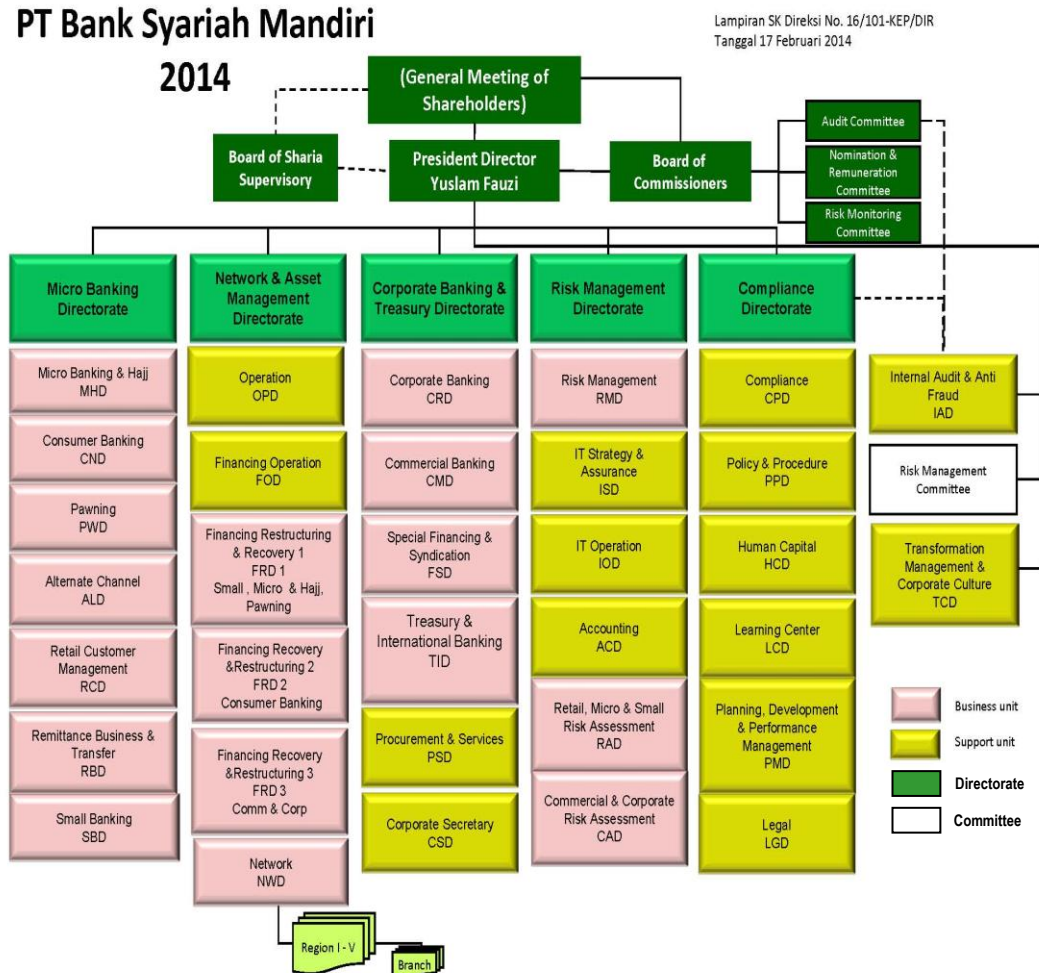 PT Bank Syariah Mandiri
2014
Lampiran SK Direksi No. 16/101-KEP/DIR
Tanggal 17 Februari 2014
(General Meeting of
Shareholders)
Board of Sharia
Supervisory
President Director
Yuslam Fauzi
Board of
Commissioners
Audit Committee
Nomination &
Remuneration
Committee
Risk Monitoring
Committee
Micro Banking
Directorate
Network & Asset
Management
Directorate
Corporate Banking &
Treasury Directorate
Risk Management
Directorate
Compliance
Directorate
Micro Banking & Hajj
MHD
Consumer Banking
CND
Pawning
PWD
Alternate Channel
ALD
Retail Customer
Management
RCD
Remittance Business &
Transfer
RBD
Small Banking
SBD
Operation
OPD
Financing Operation
FOD
Financing Restructuring
& Recovery 1
FRD 1
Small , Micro & Hajj,
Pawning
Financing Recovery
&Restructuring 2
FRD 2
Consumer Banking
Financing Recovery
&Restructuring 3
FRD 3
Comm & Corp
Network
NWD
Region I - V
Branch
Corporate Banking
CRD
Commercial Banking
CMD
Special Financing &
Syndication
FSD
Treasury &
International Banking
TID
Procurement & Services
PSD
Corporate Secretary
CSD
Risk Management
RMD
IT Strategy &
Assurance
ISD
IT Operation
IOD
Accounting
ACD
Retail, Micro & Small
Risk Assessment
RAD
Commercial & Corporate
Risk Assessment
CAD
Compliance
CPD
Policy & Procedure
PPD
Human Capital
HCD
Learning Center
LCD
Planning, Development
& Performance
Management
PMD
Legal
LGD
Internal Audit & Anti
Fraud
IAD
Risk Management
Committee
Transformation
Management &
Corporate Culture
TCD
Business unit
Support unit
Directorate
Committee